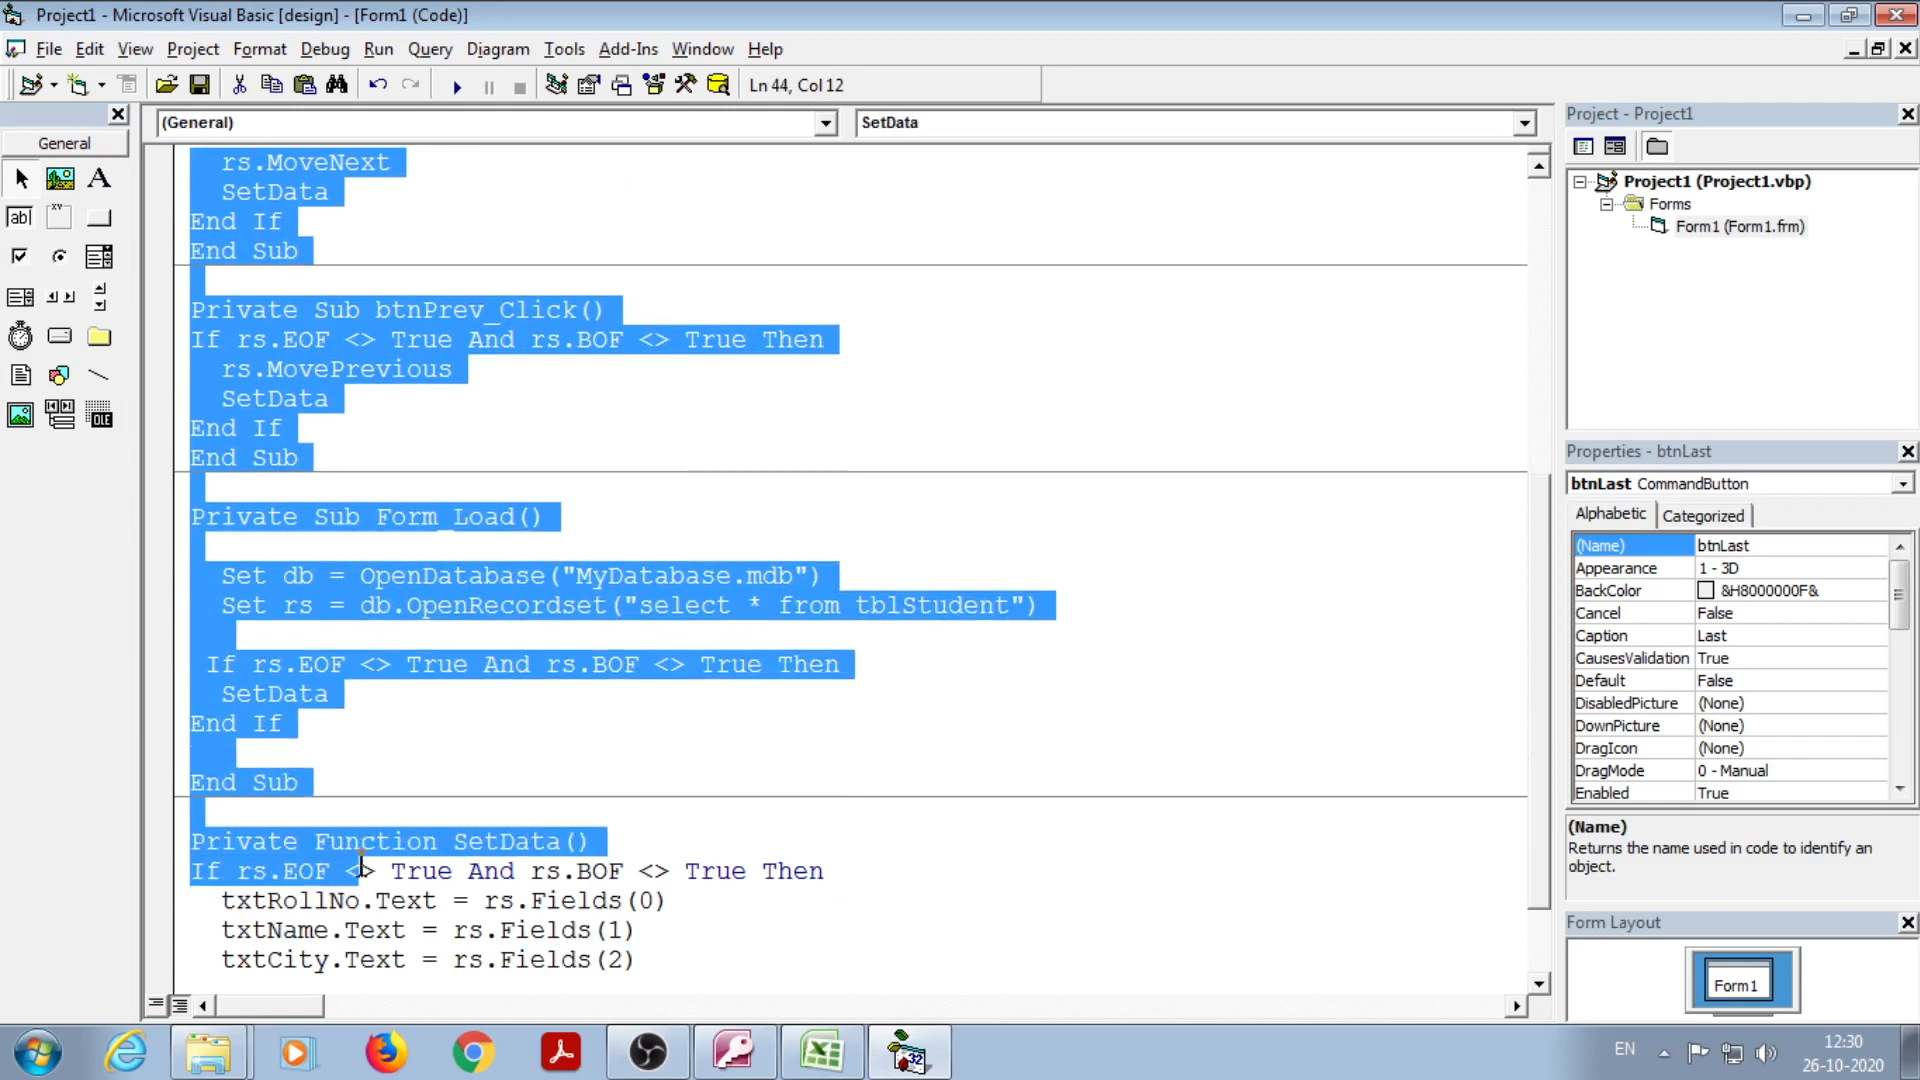 Project1 - Microsoft Visual Basic [design] - [Form1 (Code)]
File Edit View Project Format Debug Run Query Diagram Tools Add-Ins Window Help
Ln 44, Col 12
General
(General)
SetData
rs.MoveNext
SetData
End If
End Sub
Private Sub btnPrev_Click()
If rs.EOF <> True And rs.BOF <> True Then
rs.MovePrevious
SetData
End If
End Sub
Private Sub Form_Load()
Set db = OpenDatabase("MyDatabase.mdb")
Set rs = db.OpenRecordset("select * from tblStudent")
If rs.EOF <> True And rs.BOF <> True Then
SetData
End If
End Sub
Private Function SetData()
If rs.EOF <> True And rs.BOF <> True Then
txtRollNo.Text = rs.Fields(0)
txtName.Text = rs.Fields(1)
txtCity.Text = rs.Fields(2)
Project - Project1
Project1 (Project1.vbp)
Forms
Form1 (Form1.frm)
Properties - btnLast
btnLast CommandButton
Alphabetic Categorized
(Name) btnLast
Appearance 1 - 3D
BackColor &H8000000F&
Cancel False
Caption Last
CausesValidation True
Default False
DisabledPicture (None)
DownPicture (None)
DragIcon (None)
DragMode 0 - Manual
Enabled True
(Name)
Returns the name used in code to identify an
object.
Form Layout
Form1
EN
12:30
26-10-2020